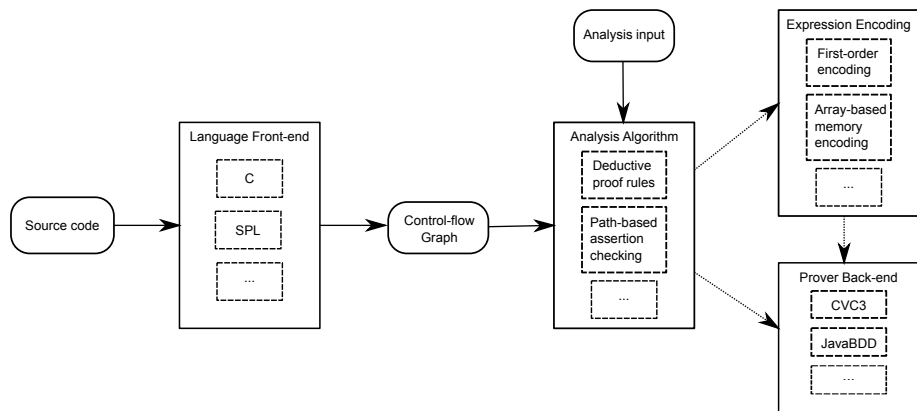 Analysis input
Expression Encoding
First-order
encoding
Array-based
memory
encoding
...
Language Front-end
C
SPL
...
Source code
Control-flow
Graph
Analysis Algorithm
Deductive
proof rules
Path-based
assertion
checking
...
Prover Back-end
CVC3
JavaBDD
...